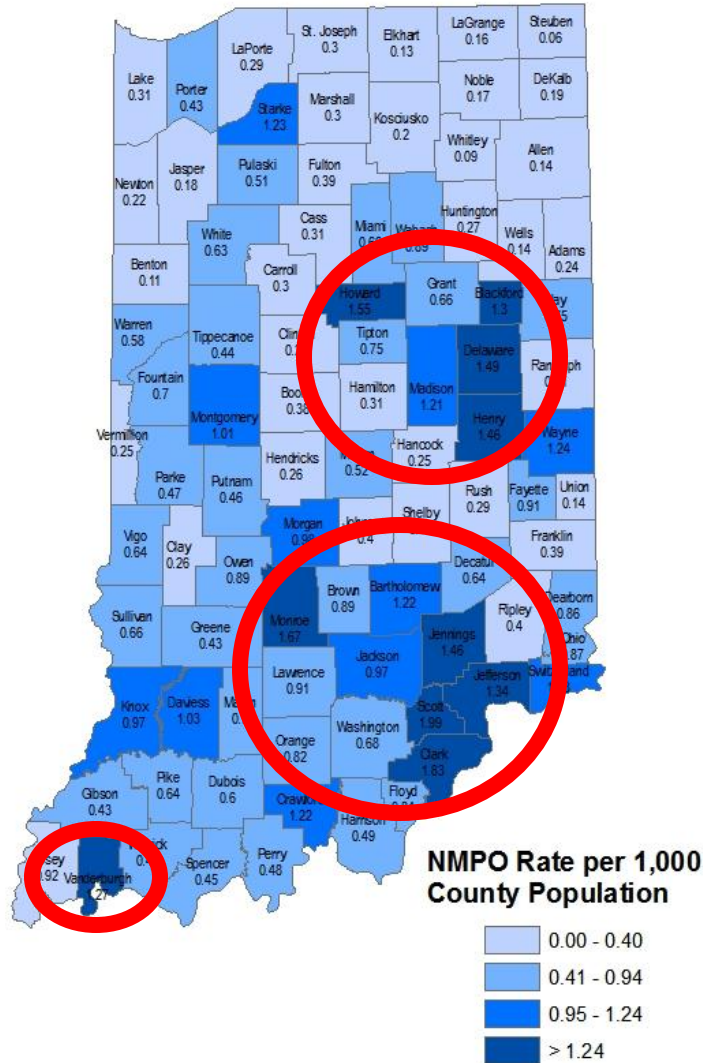 St. Joseph
0.3
Elkhart
0.13
LaGrange
0.16
Steuben
0.06
LaPorte
0.29
Lake
0.31
Porter
0.43
Noble
0.17
DeKalb
0.19
Starke
1.23
Marshall
0.3
Kosciusko
0.2
Whitley
0.09
Allen
0.14
Newton
0.22
Jasper
0.18
Pulaski
0.51
Fulton
0.39
Cass
0.31
Miami
Huntington
0.27
Wells
0.14
Adams
0.24
White
0.63
Benton
0.11
Carroll
0.3
Howard
1.55
Grant
0.66
Blackford
1.3
Warren
0.58
Tippecanoe
0.44
Tipton
0.75
Delaware
1.49
Fountain
0.7
Montgomery
1.01
0.38
Hamilton
0.31
Madison
1.21
Vermillion
0.25
Hendricks
0.26
0.52
Hancock
0.25
Henry
1.46
Wayne
1.24
Parke
0.47
Putnam
0.46
Rush
0.29
Fayette
0.91
Union
0.14
Morgan
0.98
Shelby
Franklin
0.39
Vigo
0.64
Clay
0.26
Owen
0.89
Decatur
0.64
Brown
0.89
Bartholomew
1.22
Dearborn
0.86
Sullivan
0.66
Greene
0.43
Monroe
1.67
Ripley
0.4
Jennings
1.46
Ohio
Jackson
0.97
Lawrence
0.91
Jefferson
1.34
Switzerland
Knox
0.97
Daviess
1.03
Scott
1.99
Washington
0.68
Orange
0.82
Clark
1.83
Pike
0.64
Dubois
0.6
Gibson
0.43
Crawford
1.22
Floyd
Harrison
0.49
Perry
0.48
Spencer
0.45
Vanderburgh
NMPO Rate per 1,000
County Population
0.00 - 0.40
0.41 - 0.94
0.95 - 1.24
> 1.24